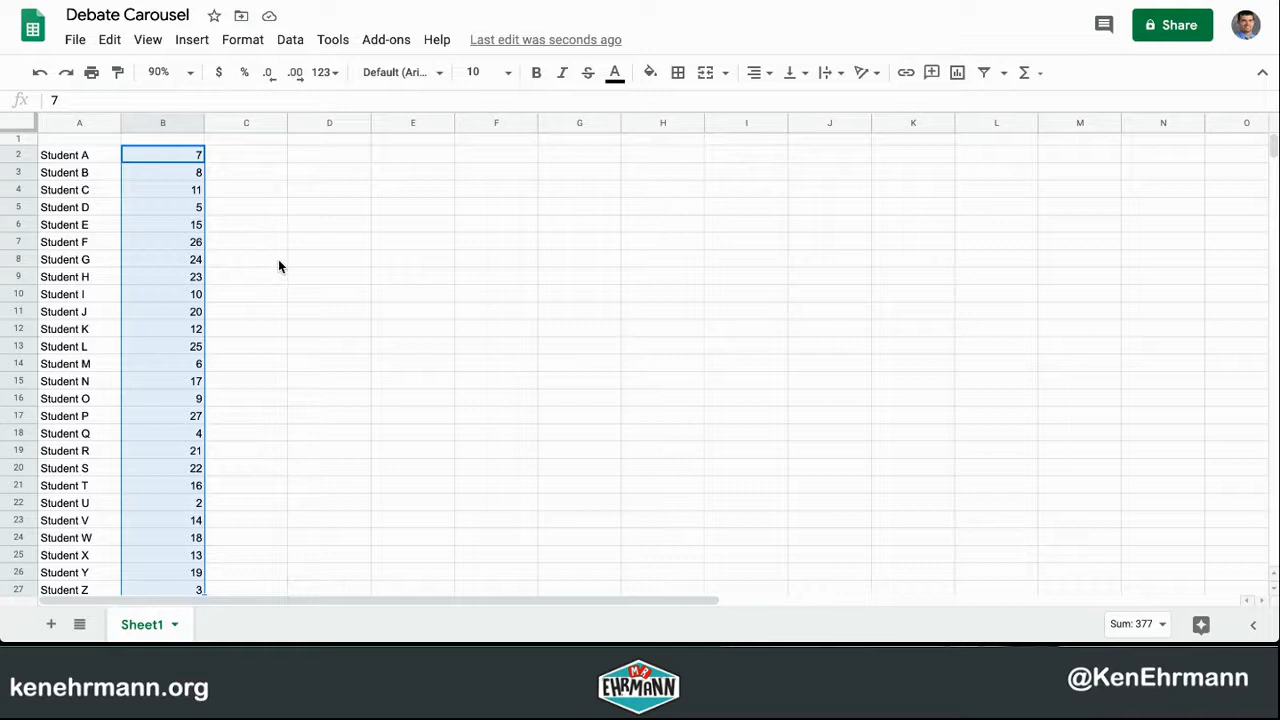 Debate Carousel
Share
File Edit View Insert Format Data Tools Add-ons Help Last edit was seconds ago
90% $ % .0 .00 123 Default (Ari... 10 B I S A
fx 7
A B C D E F G H I J K L M N O
1
2 Student A 7
3 Student B 8
4 Student C 11
5 Student D 5
6 Student E 15
7 Student F 26
8 Student G 24
9 Student H 23
10 Student I 10
11 Student J 20
12 Student K 12
13 Student L 25
14 Student M 6
15 Student N 17
16 Student O 9
17 Student P 27
18 Student Q 4
19 Student R 21
20 Student S 22
21 Student T 16
22 Student U 2
23 Student V 14
24 Student W 18
25 Student X 13
26 Student Y 19
27 Student Z 3
Sheet1 Sum: 377
kenehrmann.org
MR
EHRMANN
@KenEhrmann